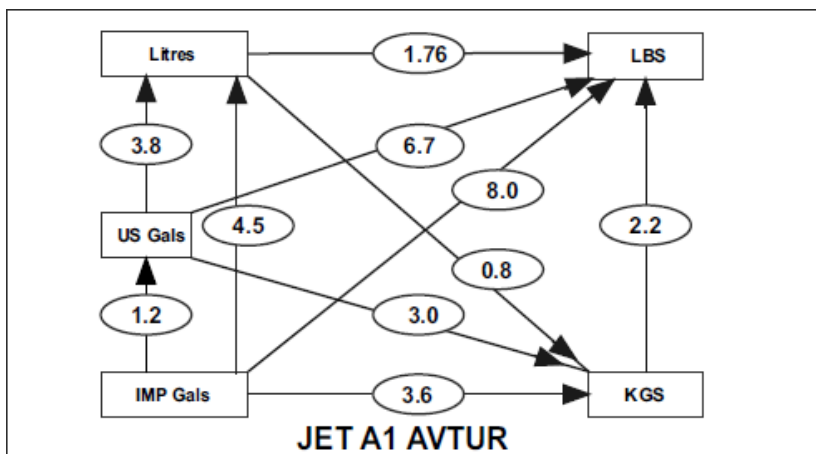 Litres 1.76 LBS
3.8 6.7
8.0
US Gals 4.5 2.2
0.8
1.2 3.0
IMP Gals 3.6 KGS
JET A1 AVTUR